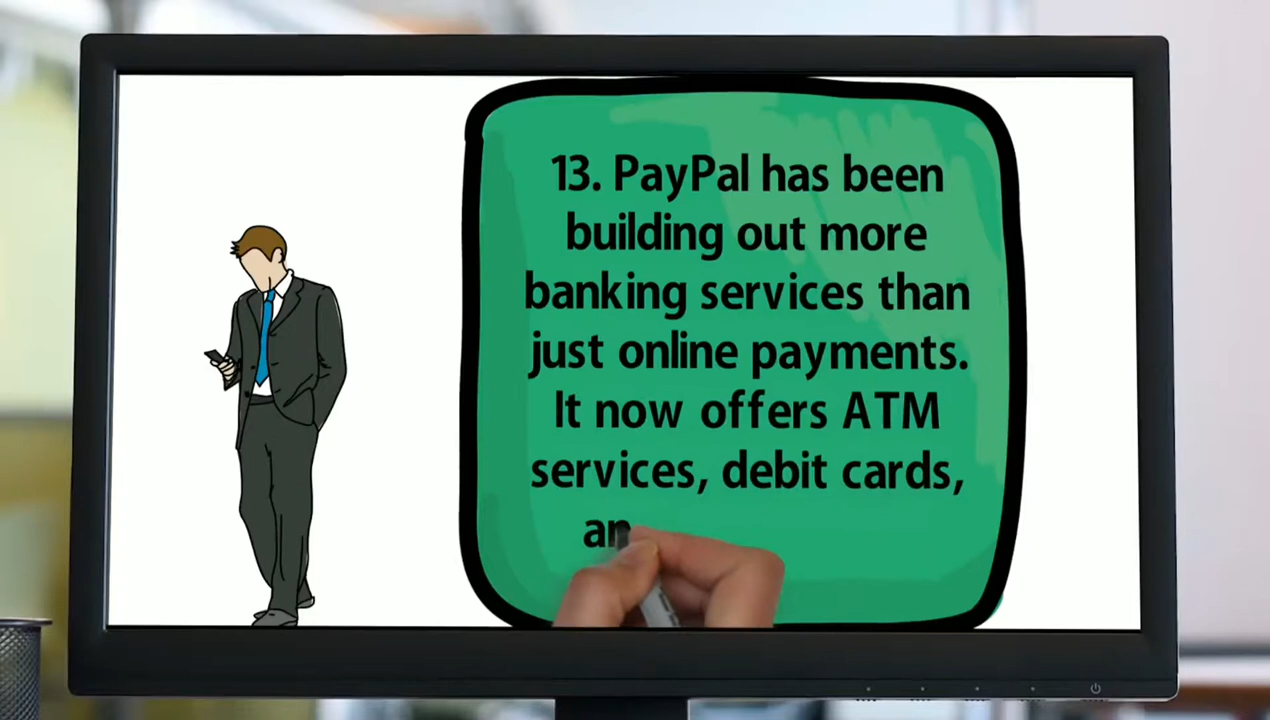 13. PayPal has been
building out more
banking services than
just online payments.
It now offers ATM
services, debit cards,
an